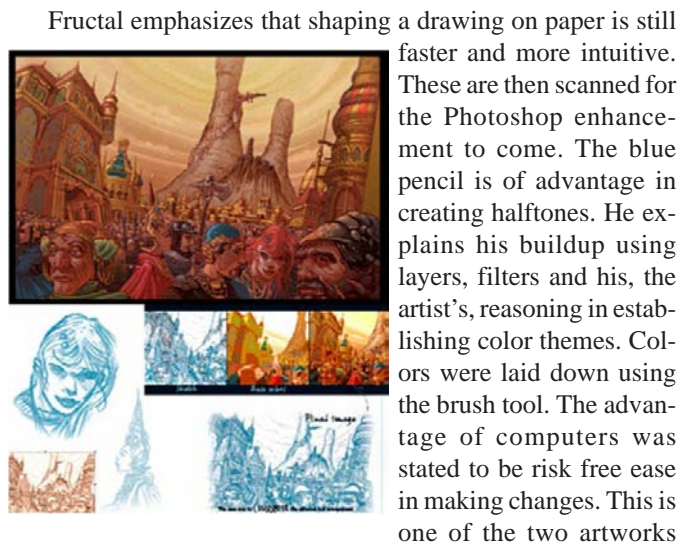 Fructal emphasizes that shaping a drawing on paper is still
faster and more intuitive.
These are then scanned for
the Photoshop enhance-
ment to come. The blue
pencil is of advantage in
creating halftones. He ex-
plains his buildup using
layers, filters and his, the
artist's, reasoning in estab-
lishing color themes. Col-
ors were laid down using
the brush tool. The advan-
tage of computers was
stated to be risk free ease
in making changes. This is
one of the two artworks
Final image